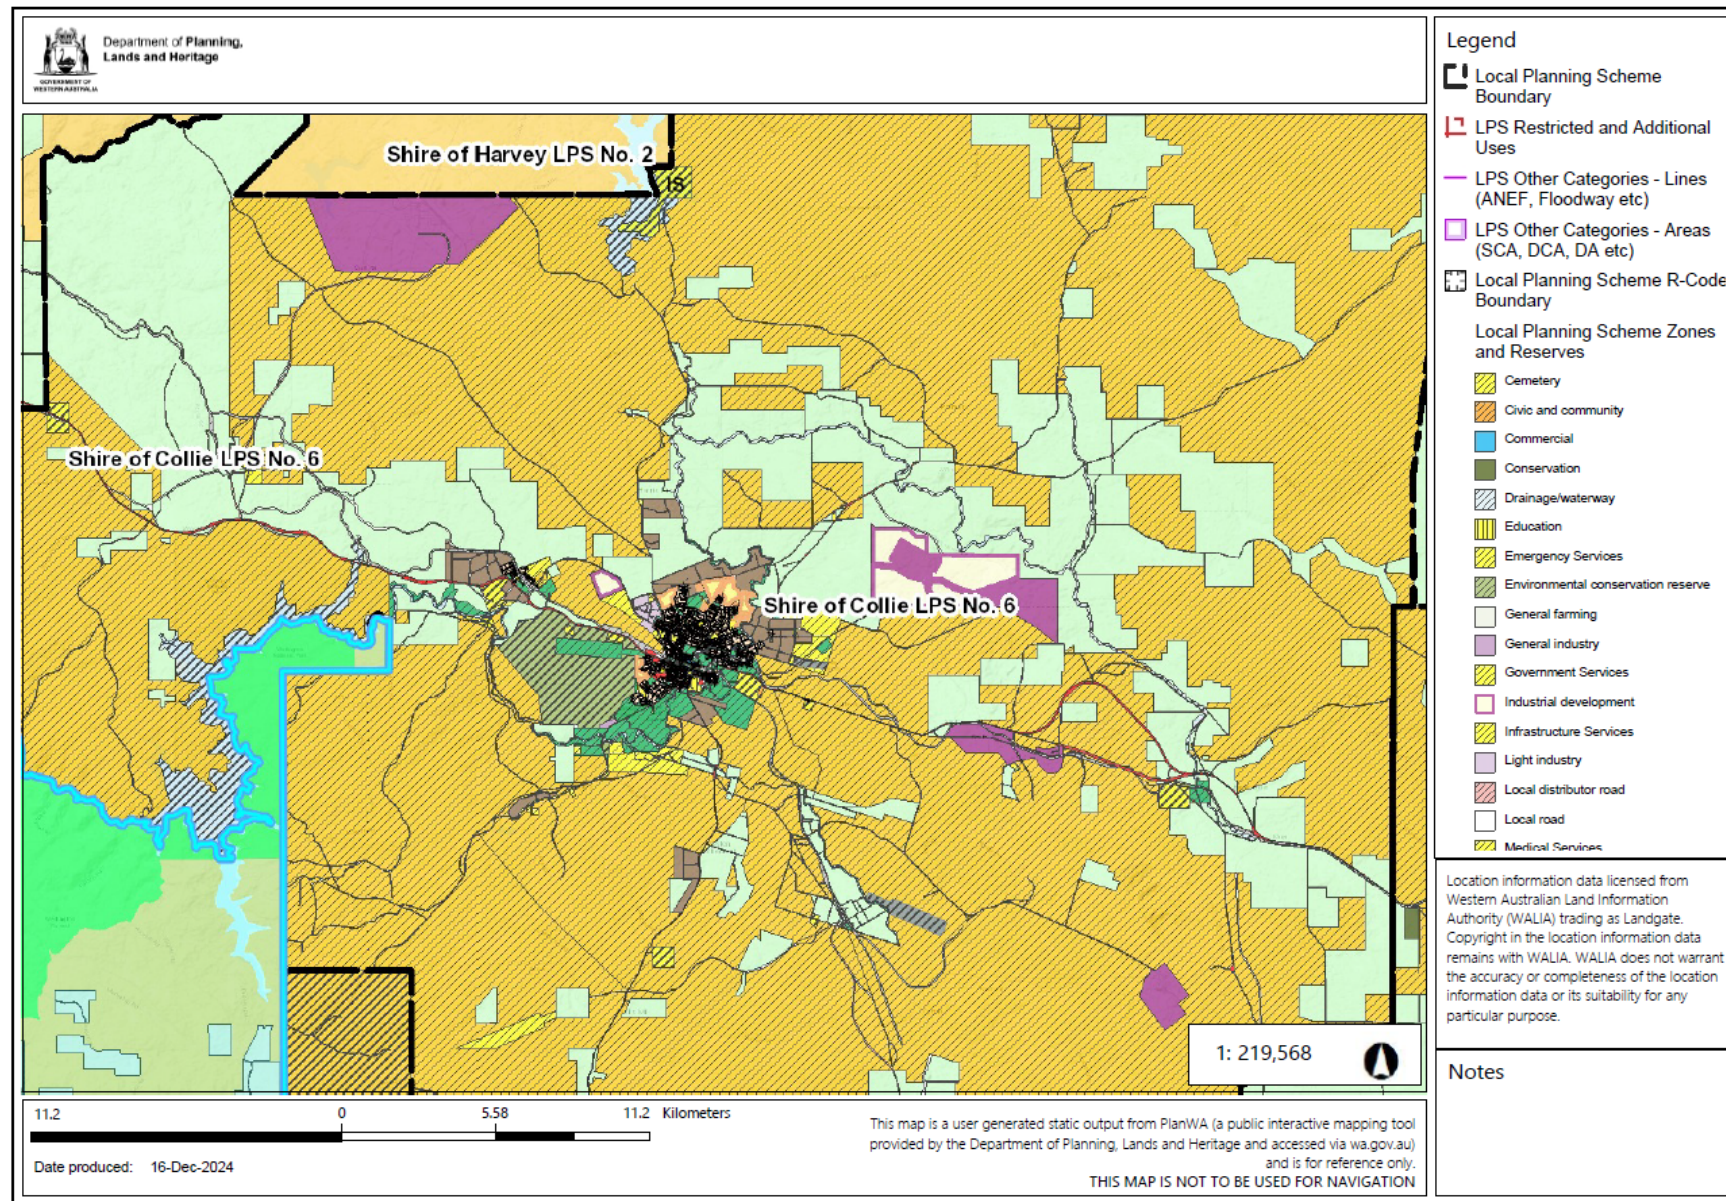 Department of Planning,
Lands and Heritage
GOVERNMENT OF
WESTERN AUSTRALIA
Shire of Harvey LPS No. 2
IS
Shire of Collie LPS No. 6
Shire of Collie LPS No. 6
1: 219,568
Legend
Local Planning Scheme
Boundary
LPS Restricted and Additional
Uses
LPS Other Categories - Lines
(ANEF, Floodway etc)
LPS Other Categories - Areas
(SCA, DCA, DA etc)
Local Planning Scheme R-Code
Boundary
Local Planning Scheme Zones
and Reserves
Cemetery
Civic and community
Commercial
Conservation
Drainage/waterway
Education
Emergency Services
Environmental conservation reserve
General farming
General industry
Government Services
Industrial development
Infrastructure Services
Light industry
Local distributor road
Local road
Medical Services
Location information data licensed from
Western Australian Land Information
Authority (WALIA) trading as Landgate.
Copyright in the location information data
remains with WALIA. WALIA does not warrant
the accuracy or completeness of the location
information data or its suitability for any
particular purpose.
Notes
11.2 0 5.58 11.2 Kilometers
Date produced: 16-Dec-2024
This map is a user generated static output from PlanWA (a public interactive mapping tool
provided by the Department of Planning, Lands and Heritage and accessed via wa.gov.au)
and is for reference only.
THIS MAP IS NOT TO BE USED FOR NAVIGATION